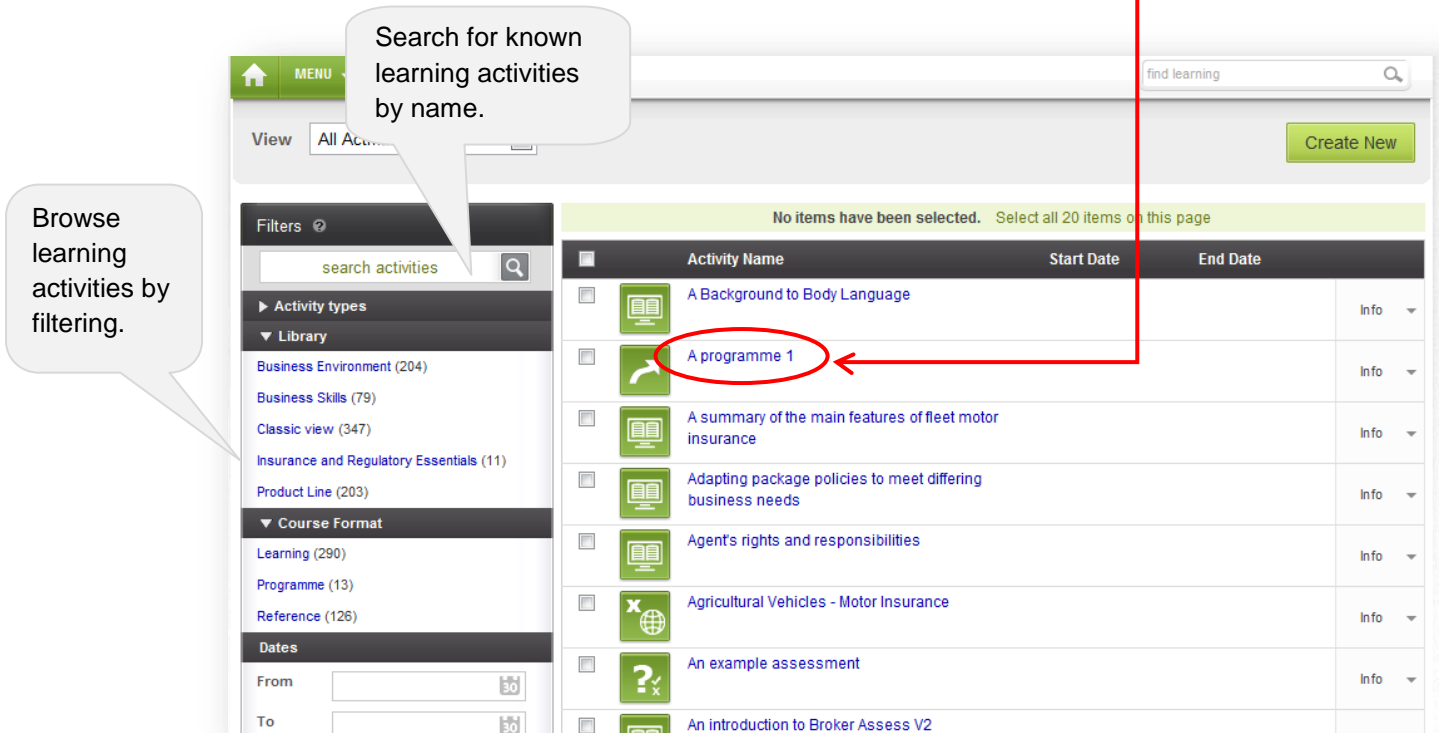 Search for known
learning activities
by name.
MENU
find learning
View
All Acti
Create New
Browse
learning
activities by
filtering.
Filters
search activities
Activity types
Library
Business Environment (204)
Business Skills (79)
Classic view (347)
Insurance and Regulatory Essentials (11)
Product Line (203)
Course Format
Learning (290)
Programme (13)
Reference (126)
Dates
From
30
To
30
No items have been selected. Select all 20 items on this page
Activity Name Start Date End Date
A Background to Body Language
Info
A programme 1
Info
A summary of the main features of fleet motor
insurance
Info
Adapting package policies to meet differing
business needs
Info
Agent's rights and responsibilities
Info
Agricultural Vehicles - Motor Insurance
Info
An example assessment
Info
An introduction to Broker Assess V2